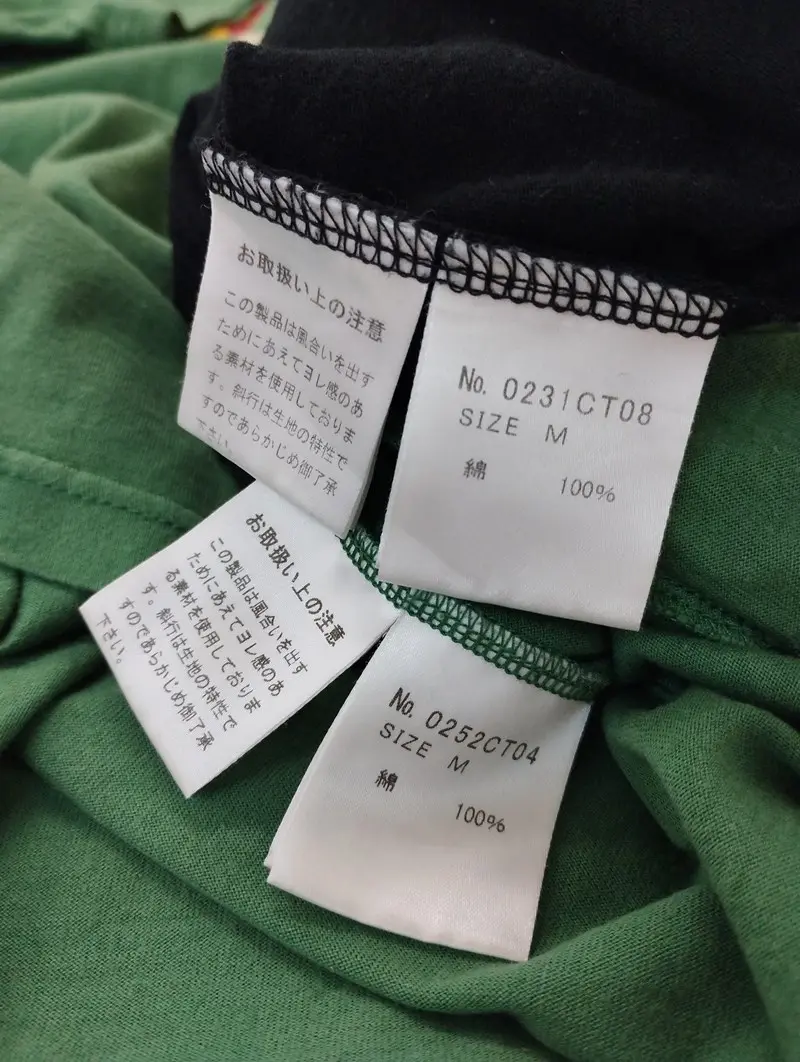 お取扱い上の注意
この製品は風合いを出す
ためにあえてヨレ感のあ
る素材を使用しておりま
す。斜行は生地の特性で
すのであらかじめ御了承
下さい。
No. 0231CT08
SIZE M
綿 100%
お取扱い上の注意
この製品は風合いを出す
ためにあえてヨレ感のあ
る素材を使用しておりま
す。斜行は生地の特性で
すのであらかじめ御了承
下さい。
No. 0252CT04
SIZE M
綿 100%